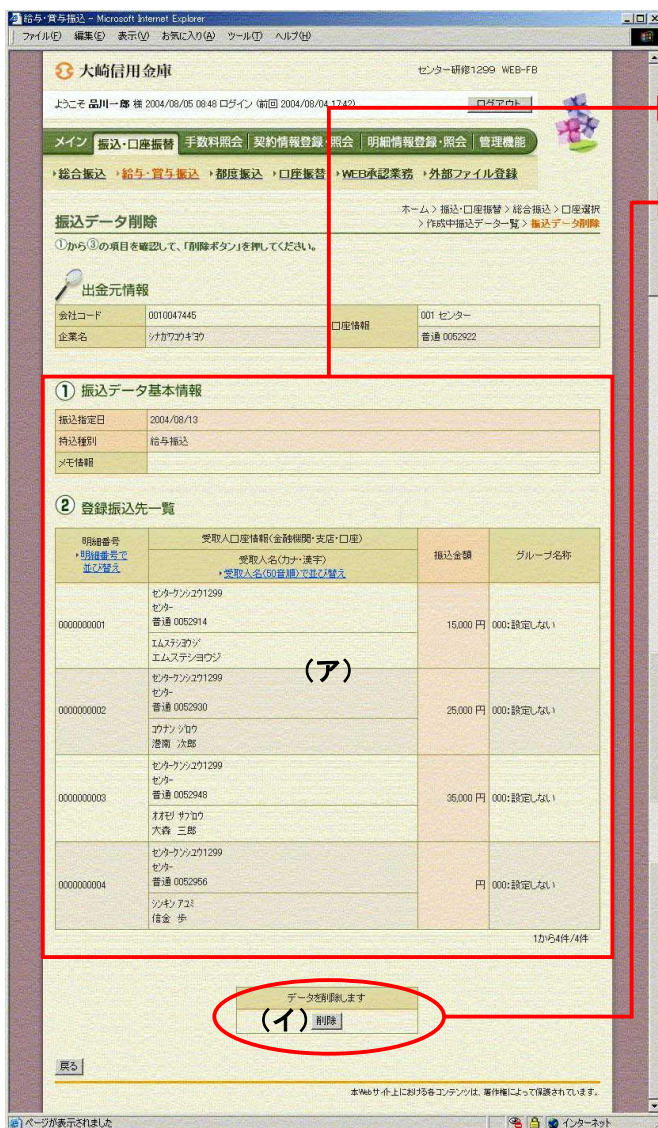 給与・賞与振込 - Microsoft Internet Explorer
ファイル(F) 編集(E) 表示(V) お気に入り(A) ツール(T) ヘルプ(H)
大崎信用金庫
センター研修1299 WEB-FB
ようこそ 品川一郎 様 2004/08/05 08:48 ログイン (前回 2004/08/04 17:42)
ログアウト
メイン 振込・口座振替 手数料照会 契約情報登録・照会 明細情報登録・照会 管理機能
総合振込 給与・賞与振込 都度振込 口座振替 WEB承認業務 外部ファイル登録
振込データ削除
ホーム > 振込・口座振替 > 総合振込 > 口座選択
> 作成中振込データ一覧 > 振込データ削除
①から③の項目を確認して、「削除ボタン」を押してください。
出金元情報
会社コード 0010047445 口座情報 001 センター
企業名 シナガワコウギヨウ 普通 0052922
① 振込データ基本情報
振込指定日 2004/08/13
持込種別 給与振込
メモ情報
② 登録振込先一覧
明細番号
・明細番号で
並び替え
受取人口座情報(金融機関・支店・口座)
受取人名(カナ・漢字)
・受取人名(50音順)で並び替え
振込金額 グループ名称
0000000001
センターケンシュウ1299
センター
普通 0052914
エムステシヨウジ
エムステショウジ
15,000 円 000:設定しない
(ア)
0000000002
センターケンシュウ1299
センター
普通 0052930
コウナン ジロウ
港南 次郎
25,000 円 000:設定しない
0000000003
センターケンシュウ1299
センター
普通 0052948
オオモリ サブロウ
大森 三郎
35,000 円 000:設定しない
0000000004
センターケンシュウ1299
センター
普通 0052956
シンキン アユミ
信金 歩
円 000:設定しない
1から4件/4件
データを削除します
(イ) 削除
戻る
本Webサイト上における各コンテンツは、著作権によって保護されています。
ページが表示されました
インターネット